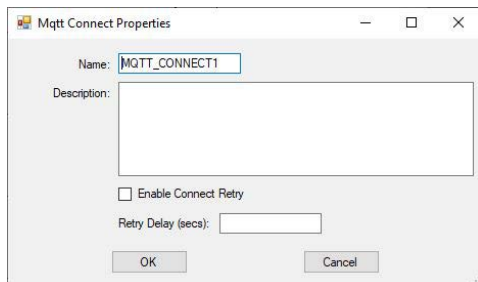 Mqtt Connect Properties
Name: MQTT_CONNECT1
Description:
Enable Connect Retry
Retry Delay (secs):
OK Cancel